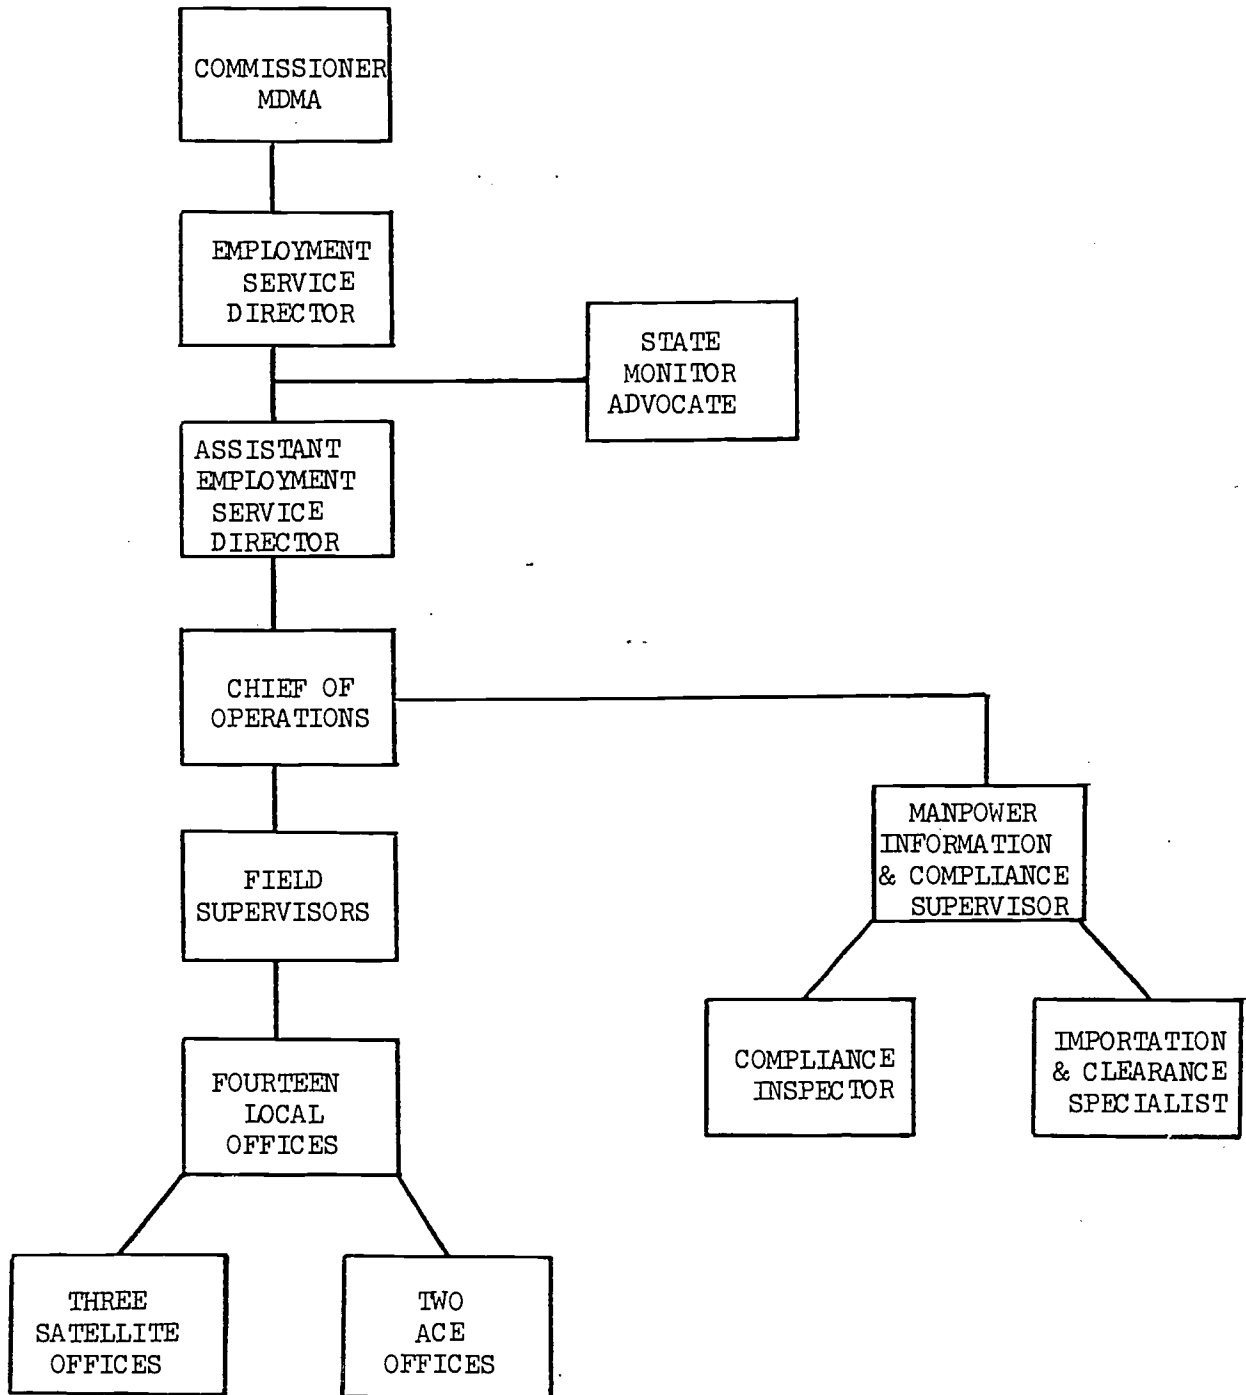 COMMISSIONER
MDMA
EMPLOYMENT
SERVICE
DIRECTOR
STATE
MONITOR
ADVOCATE
ASSISTANT
EMPLOYMENT
SERVICE
DIRECTOR
CHIEF OF
OPERATIONS
MANPOWER
INFORMATION
& COMPLIANCE
SUPERVISOR
FIELD
SUPERVISORS
COMPLIANCE
INSPECTOR
IMPORTATION
& CLEARANCE
SPECIALIST
FOURTEEN
LOCAL
OFFICES
THREE
SATELLITE
OFFICES
TWO
ACE
OFFICES